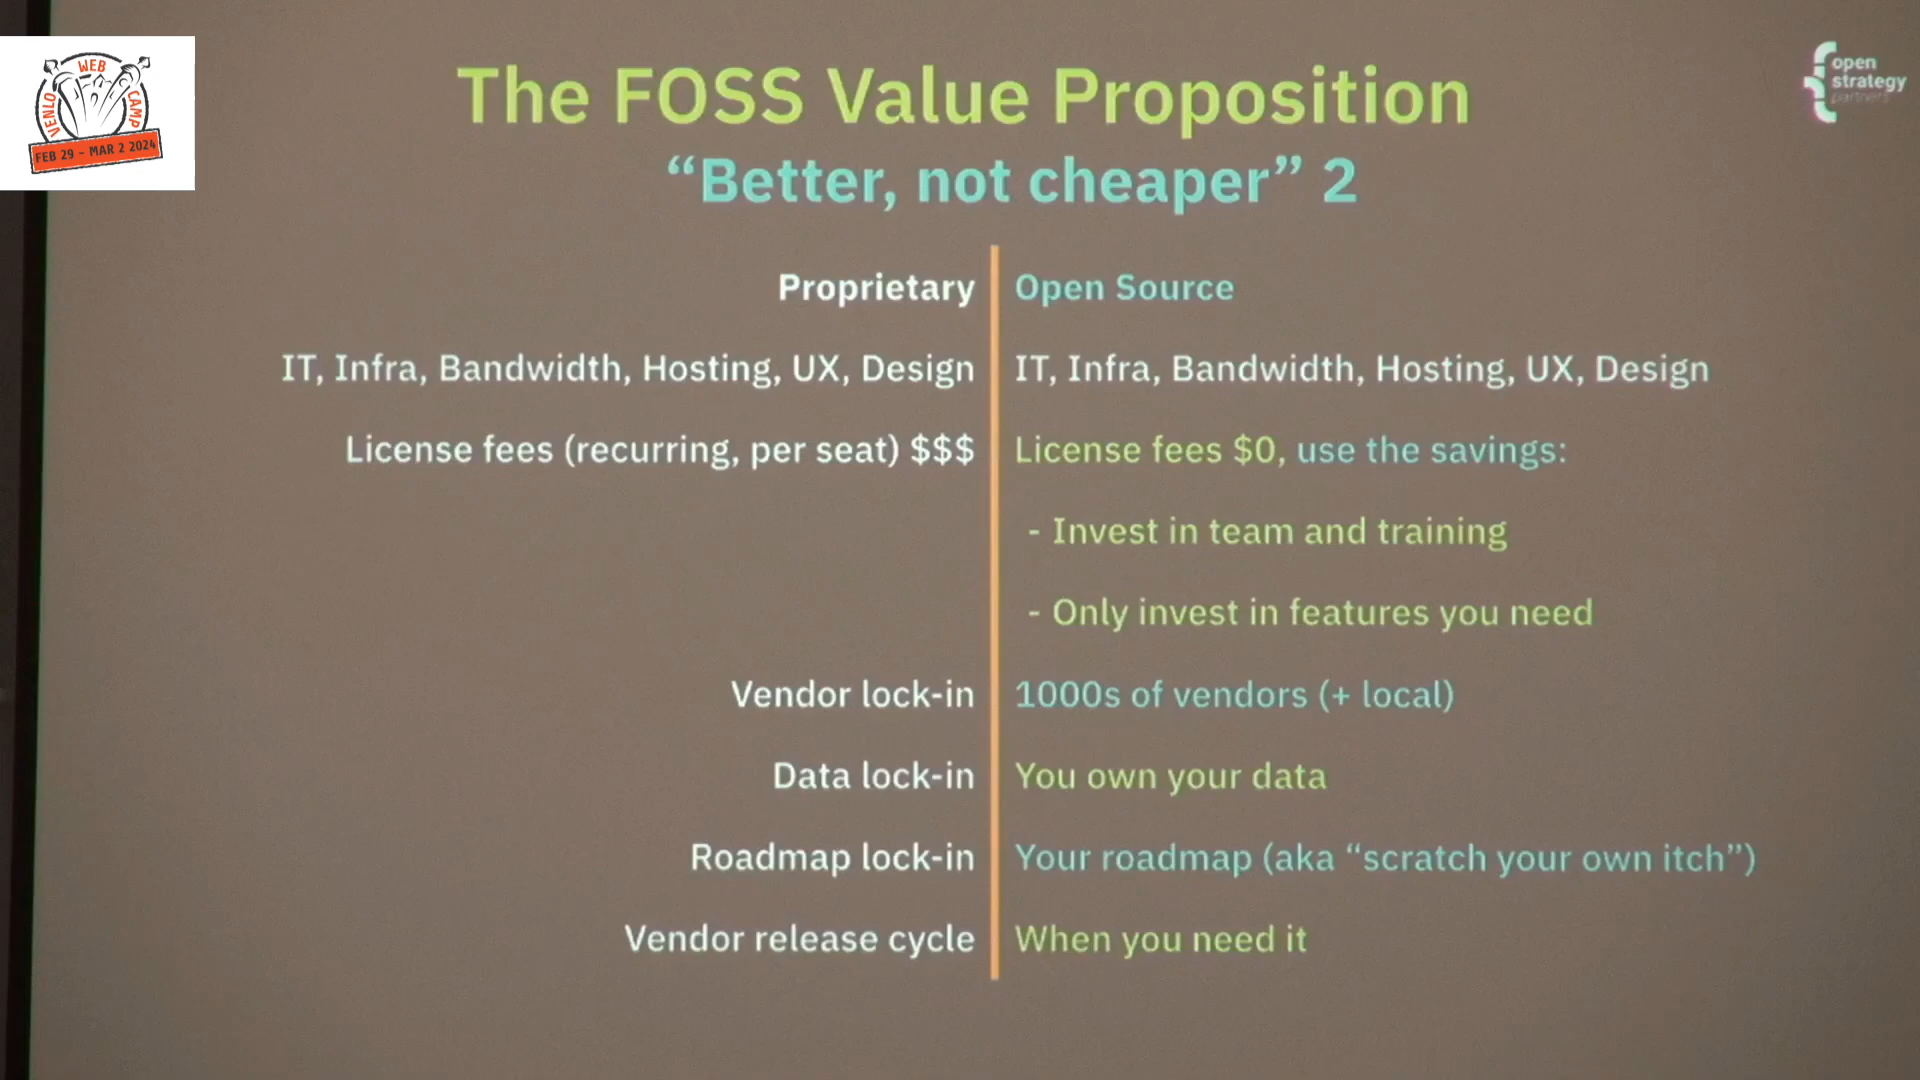 WEB
VENLO
CAMP
FEB 29 - MAR 2 2024
open
strategy
partners
The FOSS Value Proposition
“Better, not cheaper” 2
Proprietary
Open Source
IT, Infra, Bandwidth, Hosting, UX, Design
IT, Infra, Bandwidth, Hosting, UX, Design
License fees (recurring, per seat) $$$
License fees $0, use the savings:
- Invest in team and training
- Only invest in features you need
Vendor lock-in
1000s of vendors (+ local)
Data lock-in
You own your data
Roadmap lock-in
Your roadmap (aka “scratch your own itch”)
Vendor release cycle
When you need it